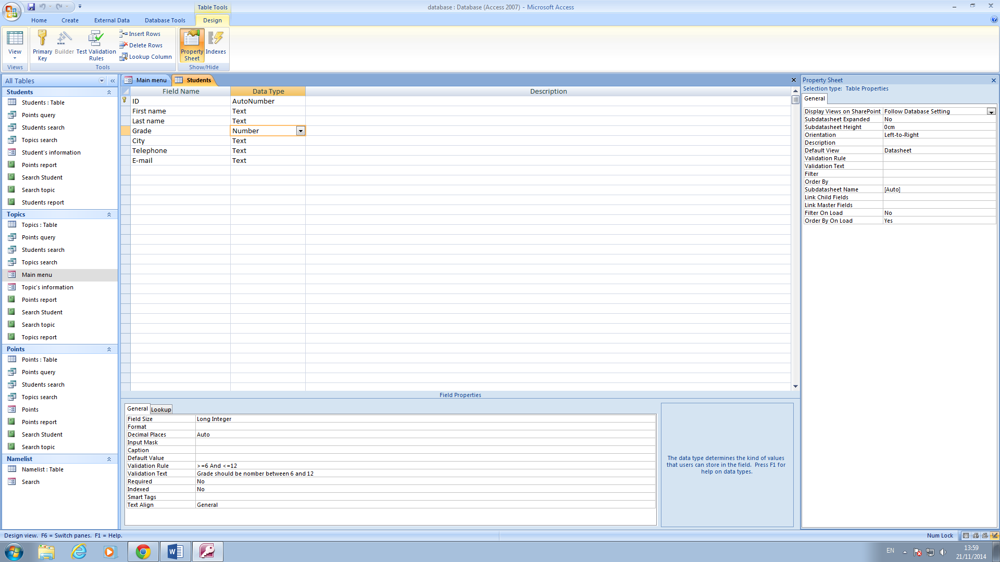 Table Tools
database : Database (Access 2007) - Microsoft Access
Home Create External Data Database Tools Design
View
Primary Key
Builder
Test Validation Rules
Insert Rows
Delete Rows
Lookup Column
Property Sheet
Indexes
Views Tools Show/Hide
All Tables
Students
Students : Table
Points query
Students search
Topics search
Student's information
Points report
Search Student
Search topic
Students report
Topics
Topics : Table
Points query
Students search
Topics search
Main menu
Topic's information
Points report
Search Student
Search topic
Topics report
Points
Points : Table
Points query
Students search
Topics search
Points
Points report
Search Student
Search topic
Namelist
Namelist : Table
Search
Main menu Students
Field Name Data Type Description
ID AutoNumber
First name Text
Last name Text
Grade Number
City Text
Telephone Text
E-mail Text
Field Properties
General Lookup
Field Size Long Integer
Format
Decimal Places Auto
Input Mask
Caption
Default Value
Validation Rule >=6 And <=12
Validation Text Grade should be nomber between 6 and 12
Required No
Indexed No
Smart Tags
Text Align General
The data type determines the kind of values
that users can store in the field. Press F1 for
help on data types.
Property Sheet
Selection type: Table Properties
General
Display Views on SharePoint Follow Database Setting
Subdatasheet Expanded No
Subdatasheet Height 0cm
Orientation Left-to-Right
Description
Default View Datasheet
Validation Rule
Validation Text
Filter
Order By
Subdatasheet Name [Auto]
Link Child Fields
Link Master Fields
Filter On Load No
Order By On Load Yes
Design view. F6 = Switch panes. F1 = Help.
Num Lock
EN
13:59
21/11/2014